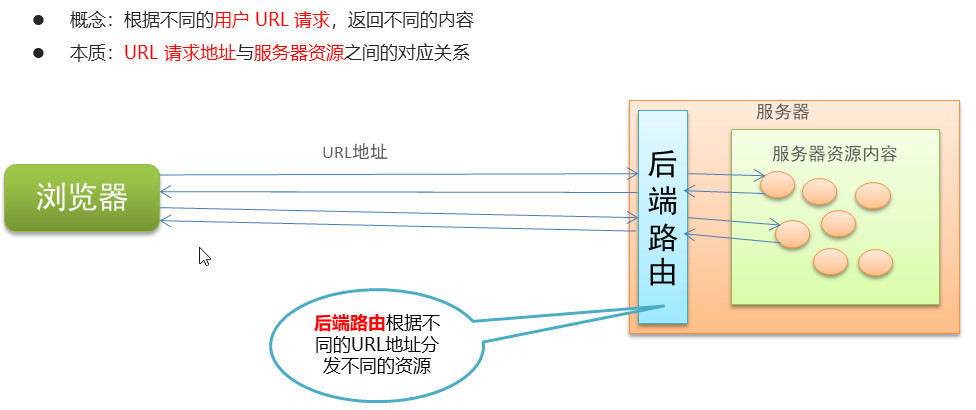 概念：根据不同的用户 URL 请求，返回不同的内容
本质：URL 请求地址与服务器资源之间的对应关系
服务器
URL地址
服务器资源内容
浏览器
后端路由
后端路由根据不
同的URL地址分
发不同的资源